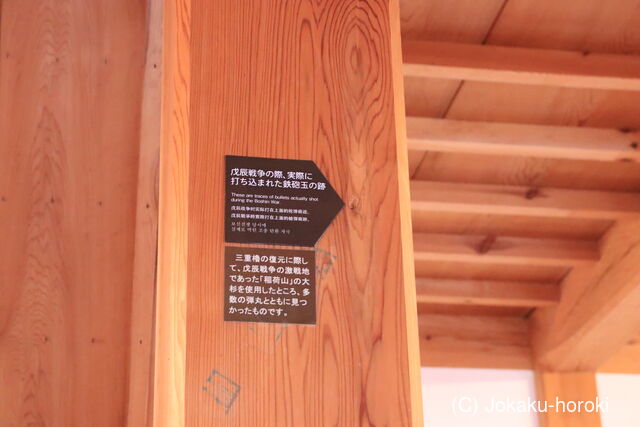 戊辰戦争の際、実際に
打ち込まれた鉄砲玉の跡
These are traces of bullets actually shot
during the Boshin War
三重櫓の復元に際し
て、戊辰戦争の激戦地
であった「稲荷山」の大
杉を使用したところ、多
数の弾丸とともに見つ
かったものです。
(C) Jokaku-horoki